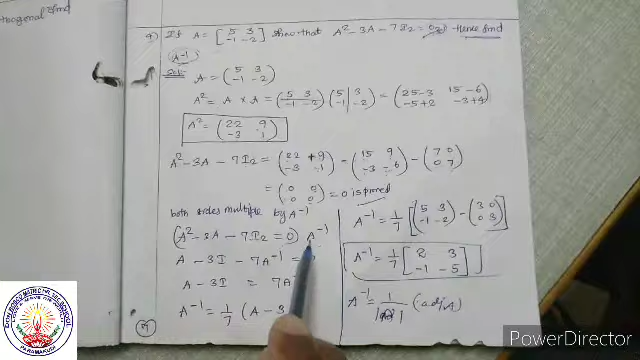 9) If A = [5 3 -1 -2] show that A² - 3A - 7I₂ = 0₂. Hence find
A⁻¹
Sol:- A = (5 3 -1 -2)
A² = A × A = (5 3 -1 -2) (5 3 -1 -2) = (25-3 15-6 -5+2 -3+4)
A² = (22 9 -3 1)
A² - 3A - 7I₂ = (22 9 -3 1) - (15 9 -3 -6) - (7 0 0 7)
= (0 0 0 0) = 0 is proved
both sides multiple by A⁻¹
(A² - 3A - 7I₂ = 0) A⁻¹
A - 3I - 7A⁻¹ =
A - 3I = 7A
A⁻¹ = 1/7 (A - 3
A⁻¹ = 1/7 [(5 3 -1 -2) - (3 0 0 3)]
A⁻¹ = 1/7 [2 3 -1 -5]
A⁻¹ = 1/|A| (adj A)
PARAMAKUDI
PowerDirector